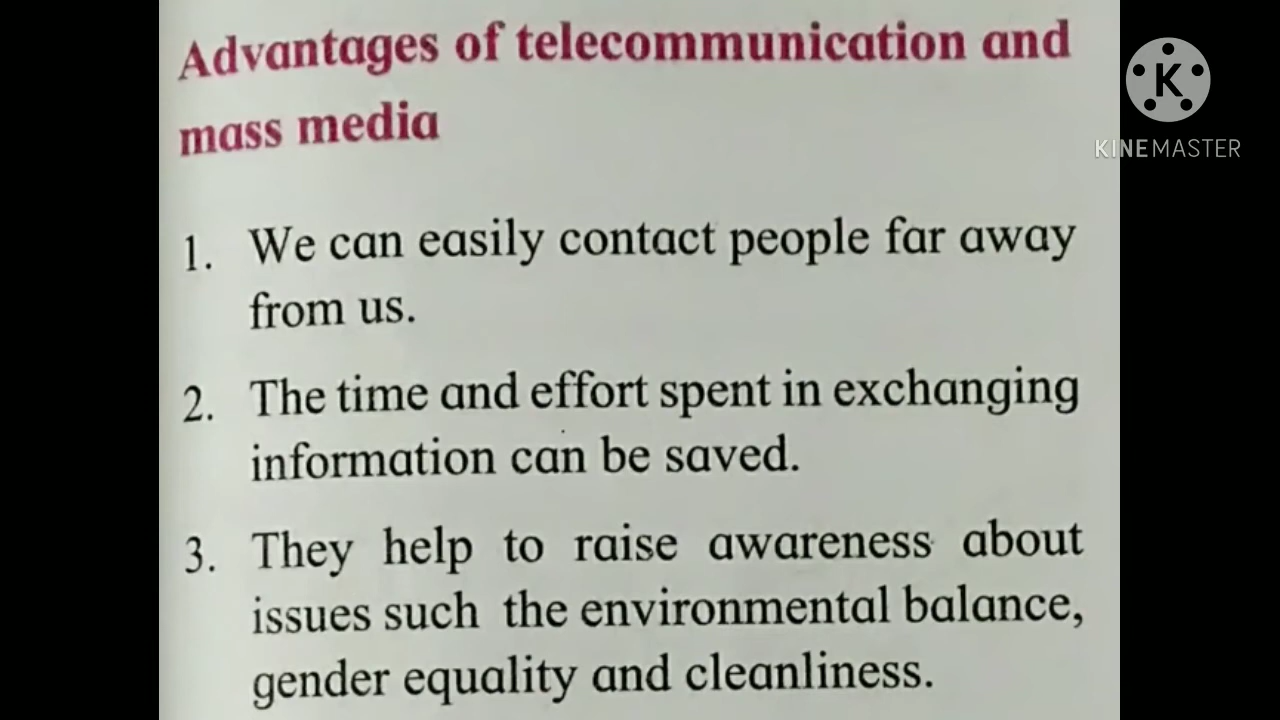 Advantages of telecommunication and
mass media
1. We can easily contact people far away
from us.
2. The time and effort spent in exchanging
information can be saved.
3. They help to raise awareness about
issues such the environmental balance,
gender equality and cleanliness.
K
KINEMASTER